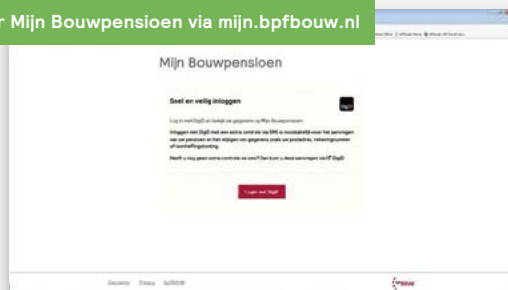 r Mijn Bouwpensioen via mijn.bpfbouw.nl
Mijn Bouwpensioen
Snel en veilig inloggen
DigiD
Log in met DigiD en bekijk uw gegevens op Mijn Bouwpensioen.
Inloggen met DigiD met een extra controle via SMS is noodzakelijk voor het aanvragen
van uw pensioen en het wijzigen van gegevens zoals uw postadres, rekeningnummer
of loonheffingskorting.
Heeft u nog geen extra controle via sms? Dan kunt u deze aanvragen via DigiD.
Login met DigiD
Disclaimer Privacy bpfBOUW